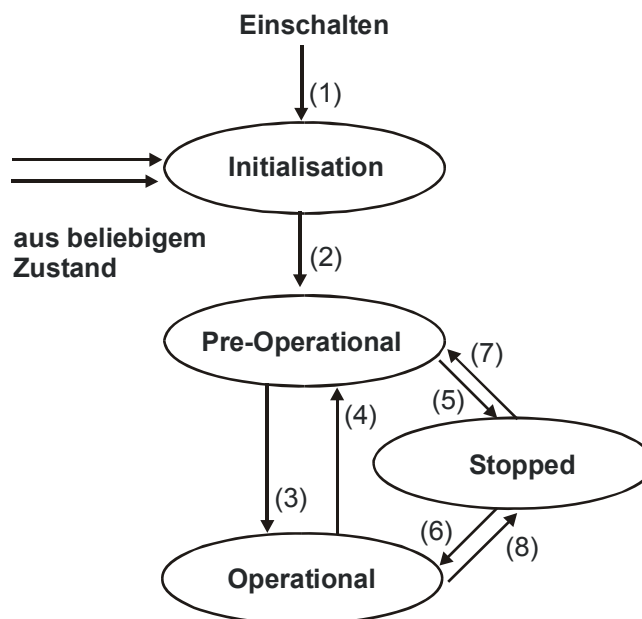 Einschalten
(1)
Initialisation
aus beliebigem
Zustand
(2)
Pre-Operational
(7)
(5)
(4)
Stopped
(3)
(6)
(8)
Operational